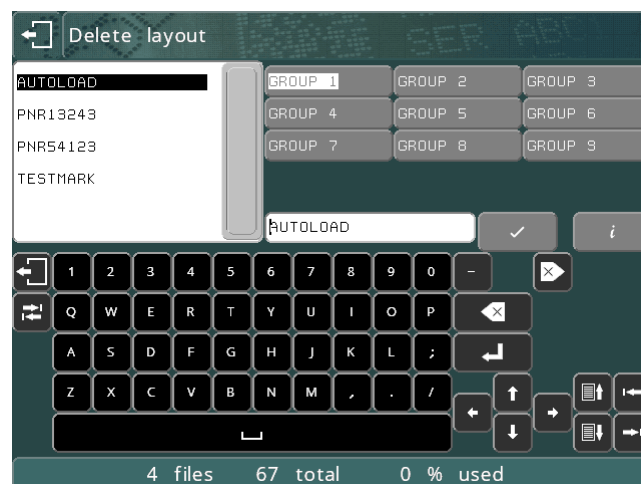 Delete layout
AUTOLOAD
PNR13243
PNR54123
TESTMARK
GROUP 1 GROUP 2 GROUP 3
GROUP 4 GROUP 5 GROUP 6
GROUP 7 GROUP 8 GROUP 9
AUTOLOAD
i
1 2 3 4 5 6 7 8 9 0 -
Q W E R T Y U I O P
A S D F G H J K L ;
Z X C V B N M , . /
4 files 67 total 0 % used